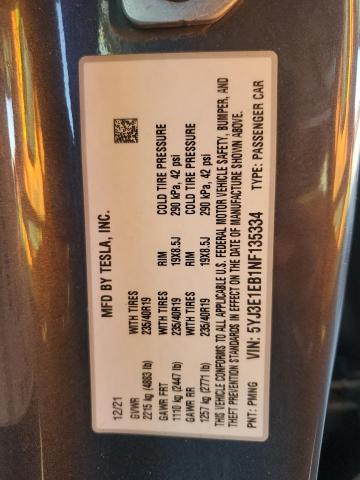 MFD BY TESLA, INC.
12/21
GVWR WITH TIRES RIM COLD TIRE PRESSURE
2215 kg (4883 lb) 235/40R19 19X8.5J 290 kPa, 42 psi
GAWR FRT WITH TIRES RIM COLD TIRE PRESSURE
1110 kg (2447 lb) 235/40R19 19X8.5J 290 kPa, 42 psi
GAWR RR
1257 kg (2771 lb)
THIS VEHICLE CONFORMS TO ALL APPLICABLE U.S. FEDERAL MOTOR VEHICLE SAFETY, BUMPER, AND
THEFT PREVENTION STANDARDS IN EFFECT ON THE DATE OF MANUFACTURE SHOWN ABOVE.
VIN: 5YJ3E1EB1NF135334
PNT: PMNG TYPE: PASSENGER CAR